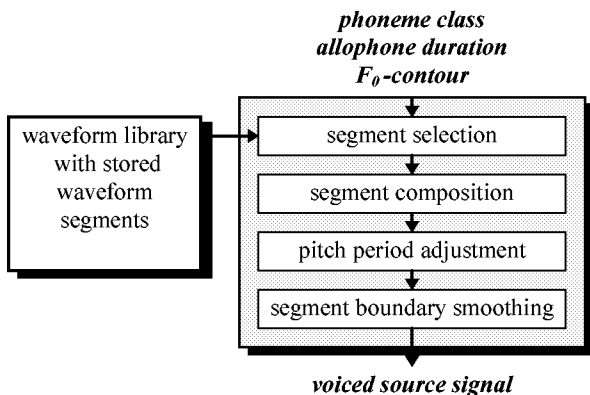 phoneme class
allophone duration
F0-contour
waveform library
with stored
waveform
segments
segment selection
segment composition
pitch period adjustment
segment boundary smoothing
voiced source signal